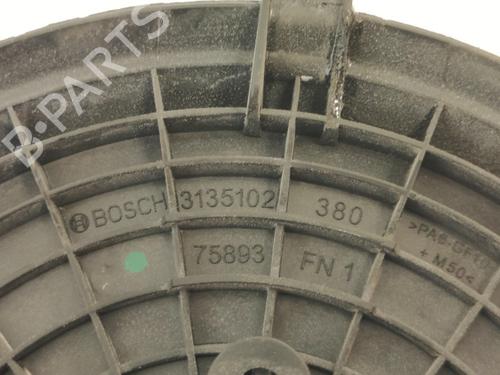 B-PARTS
BOSCH 3135102 380 >PA6-GF
75893 FN 1 + M50<